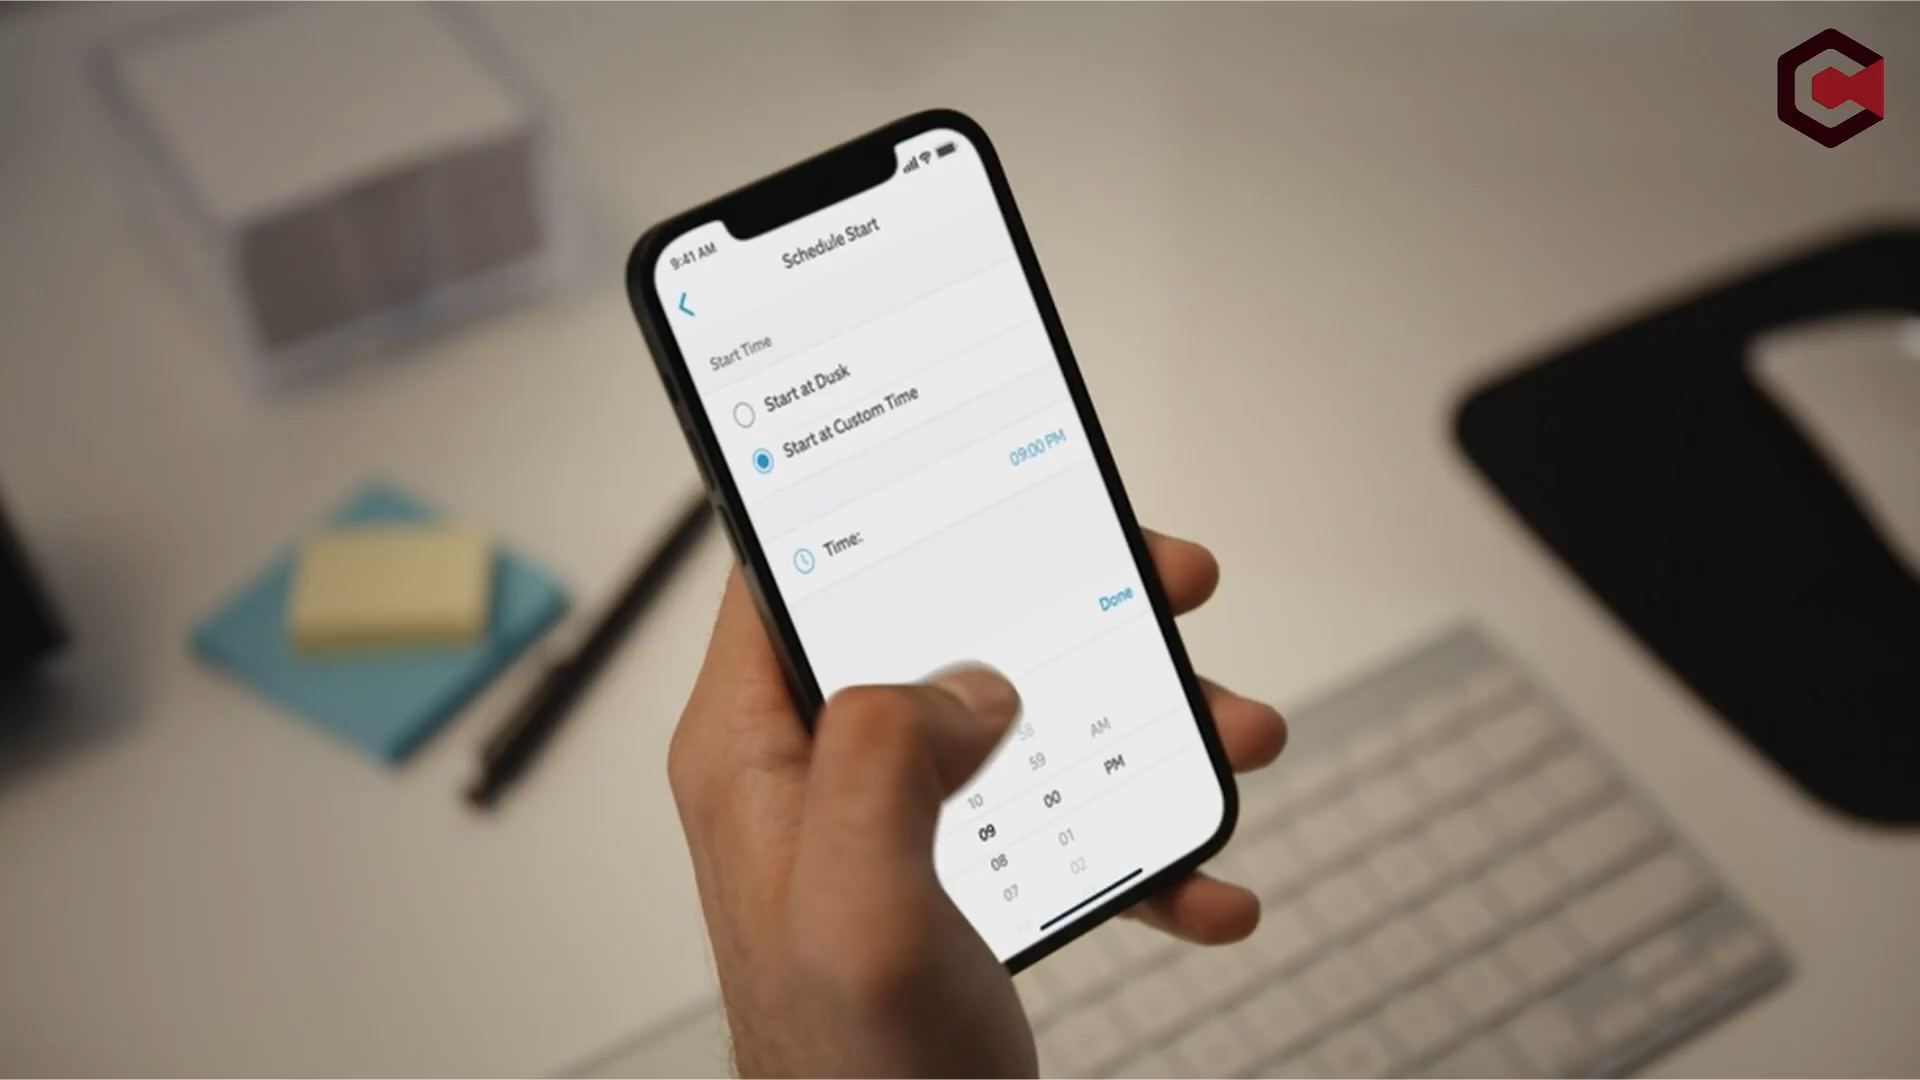 9:41 AM
Schedule Start
Start Time
Start at Dusk
Start at Custom Time
Time:
09:00 PM
Done
58
59
AM
10
00
PM
09
01
08
02
07